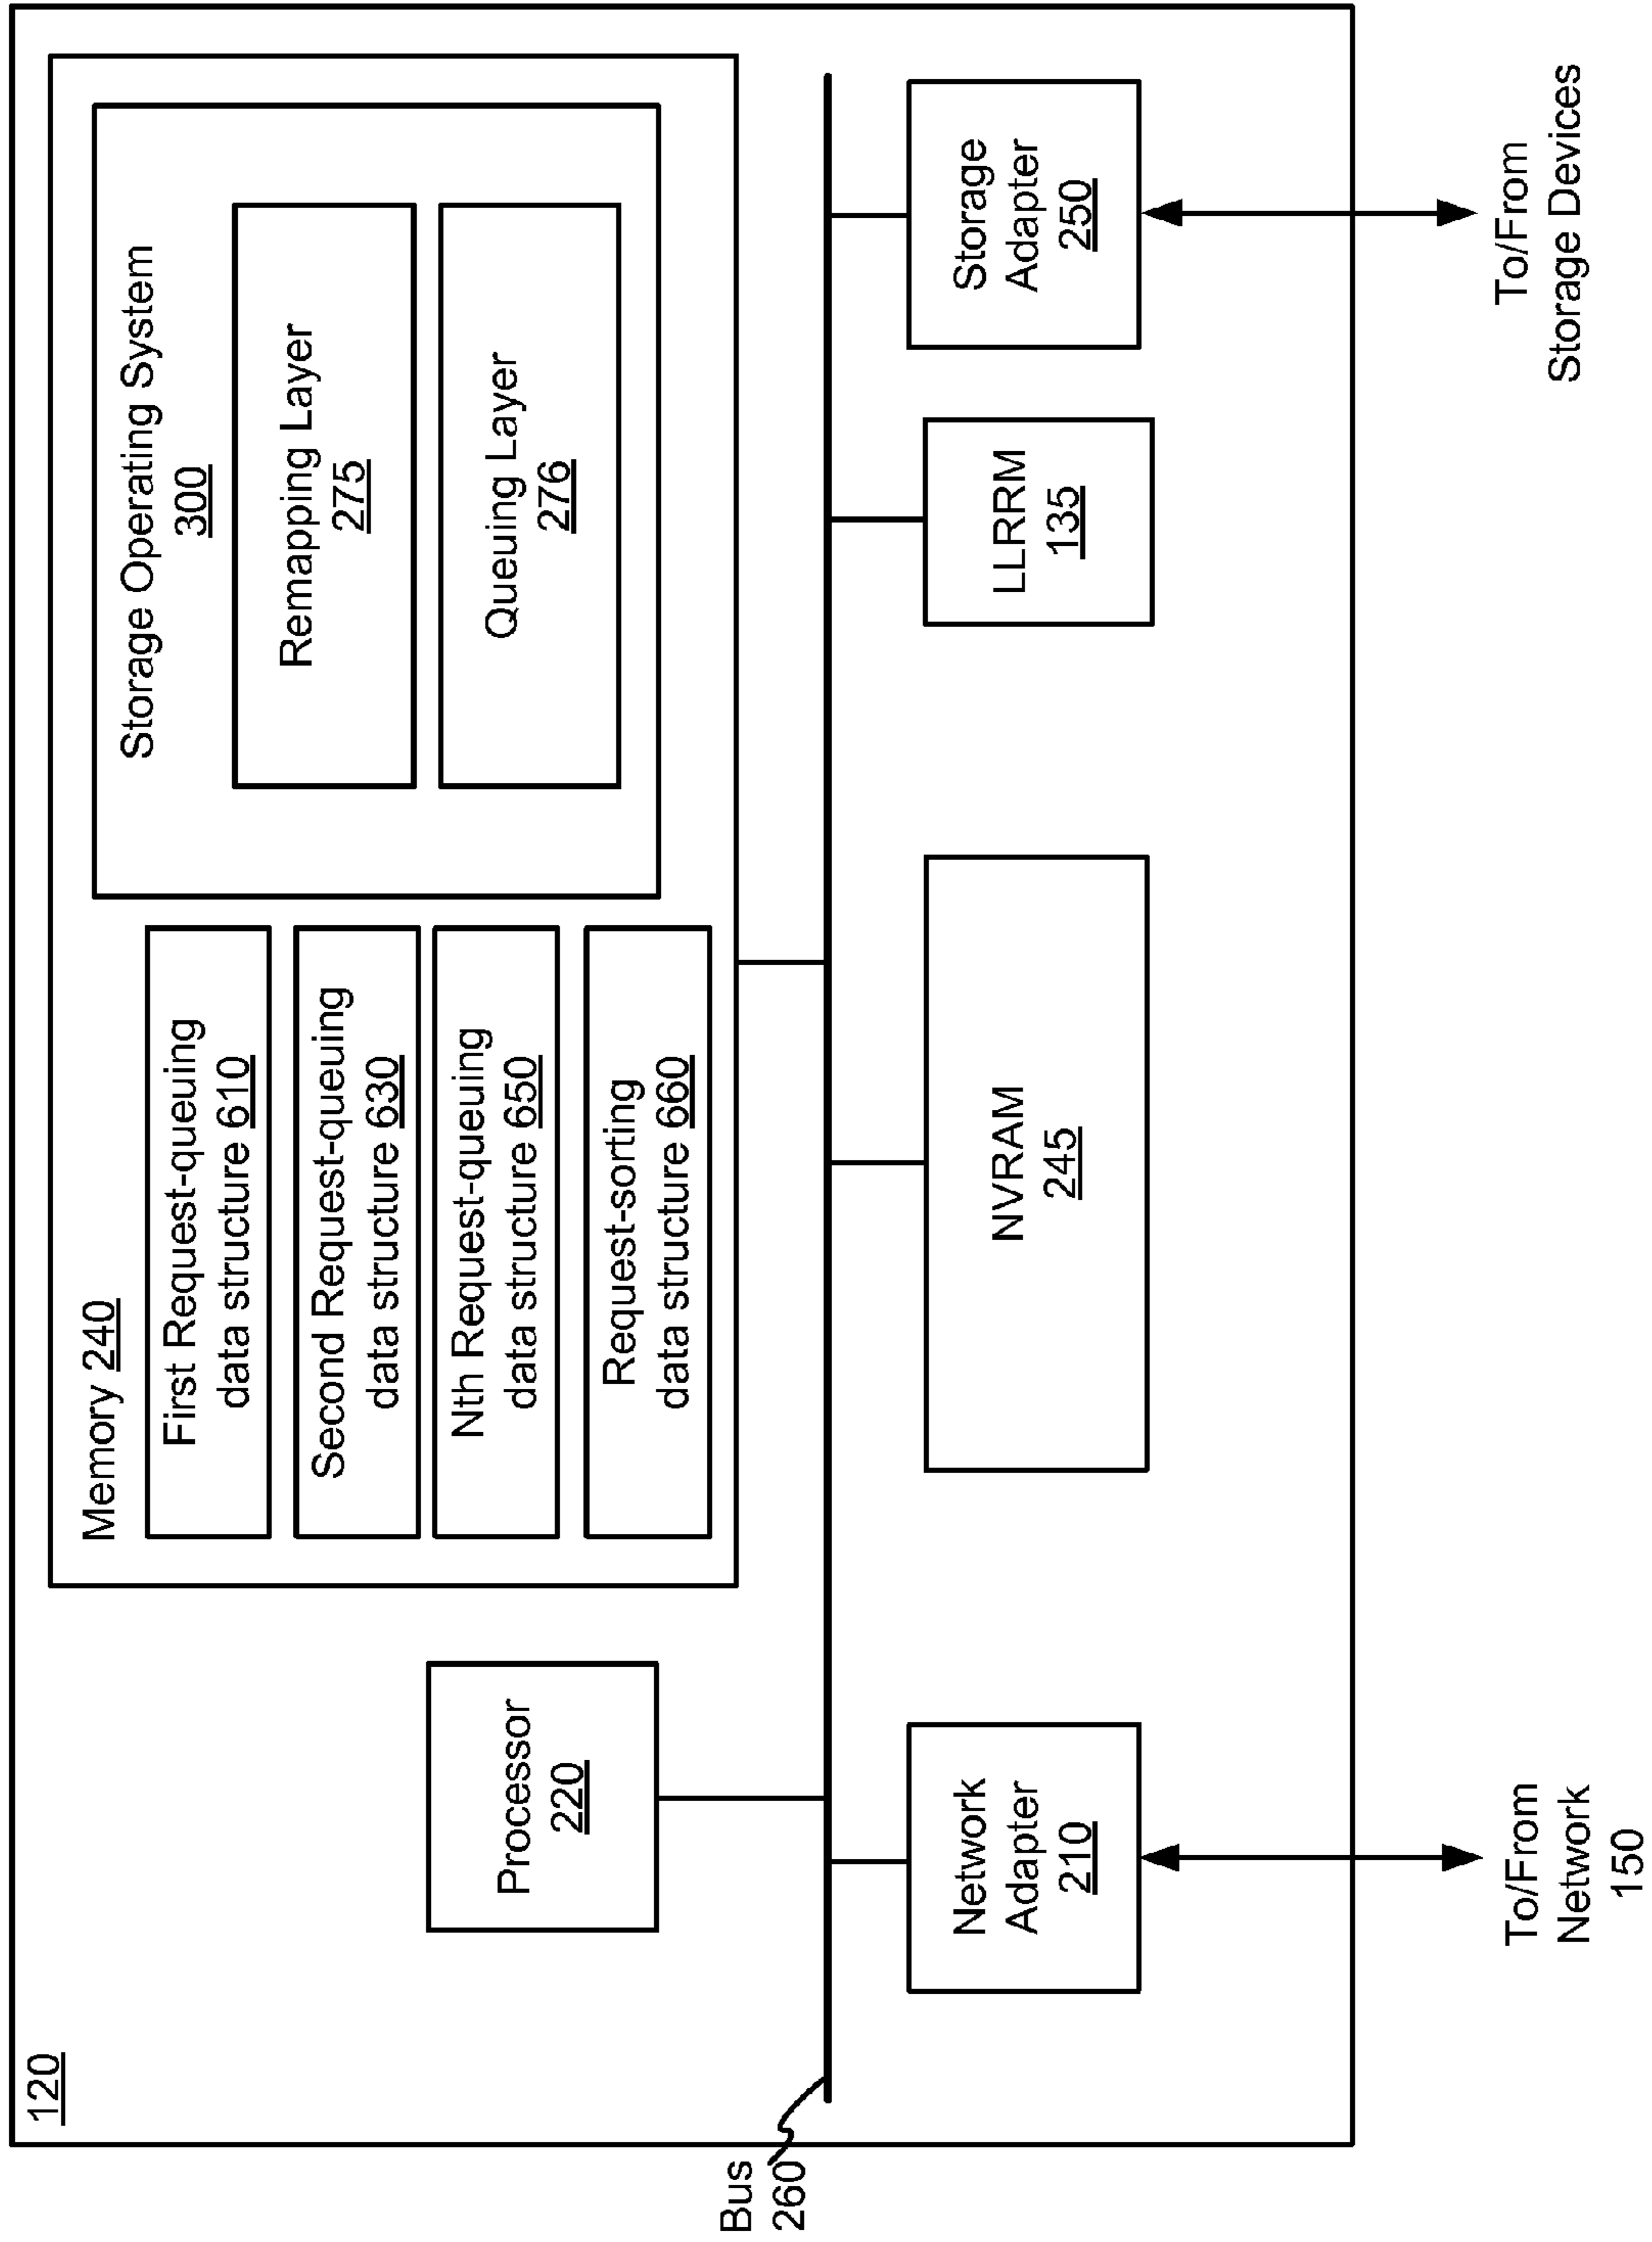 120
Memory 240
First Request-queuing
data structure 610
Second Request-queuing
data structure 630
Nth Request-queuing
data structure 650
Request-sorting
data structure 660
Storage Operating System
300
Remapping Layer
275
Queuing Layer
276
Processor
220
Bus
260
Network
Adapter
210
NVRAM
245
LLRRM
135
Storage
Adapter
250
To/From
Network
150
To/From
Storage Devices